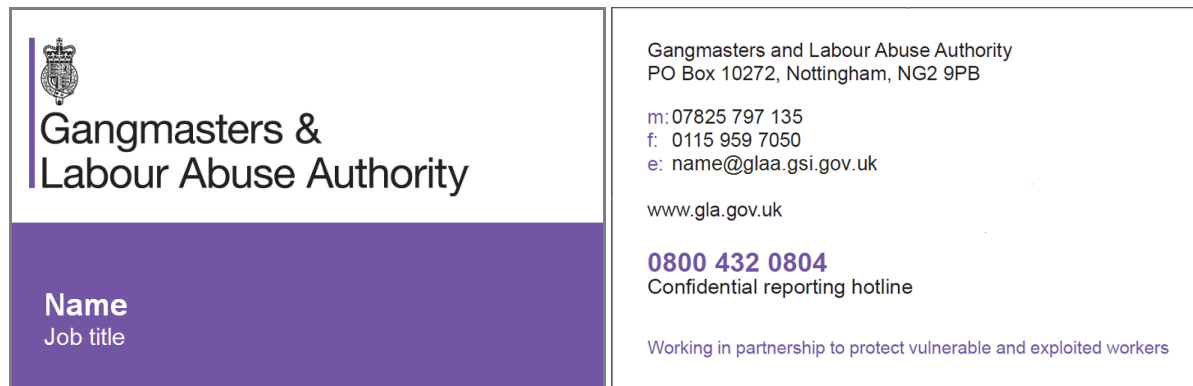 Gangmasters &
Labour Abuse Authority
Name
Job title
Gangmasters and Labour Abuse Authority
PO Box 10272, Nottingham, NG2 9PB
m: 07825 797 135
f: 0115 959 7050
e: name@glaa.gsi.gov.uk
www.gla.gov.uk
0800 432 0804
Confidential reporting hotline
Working in partnership to protect vulnerable and exploited workers